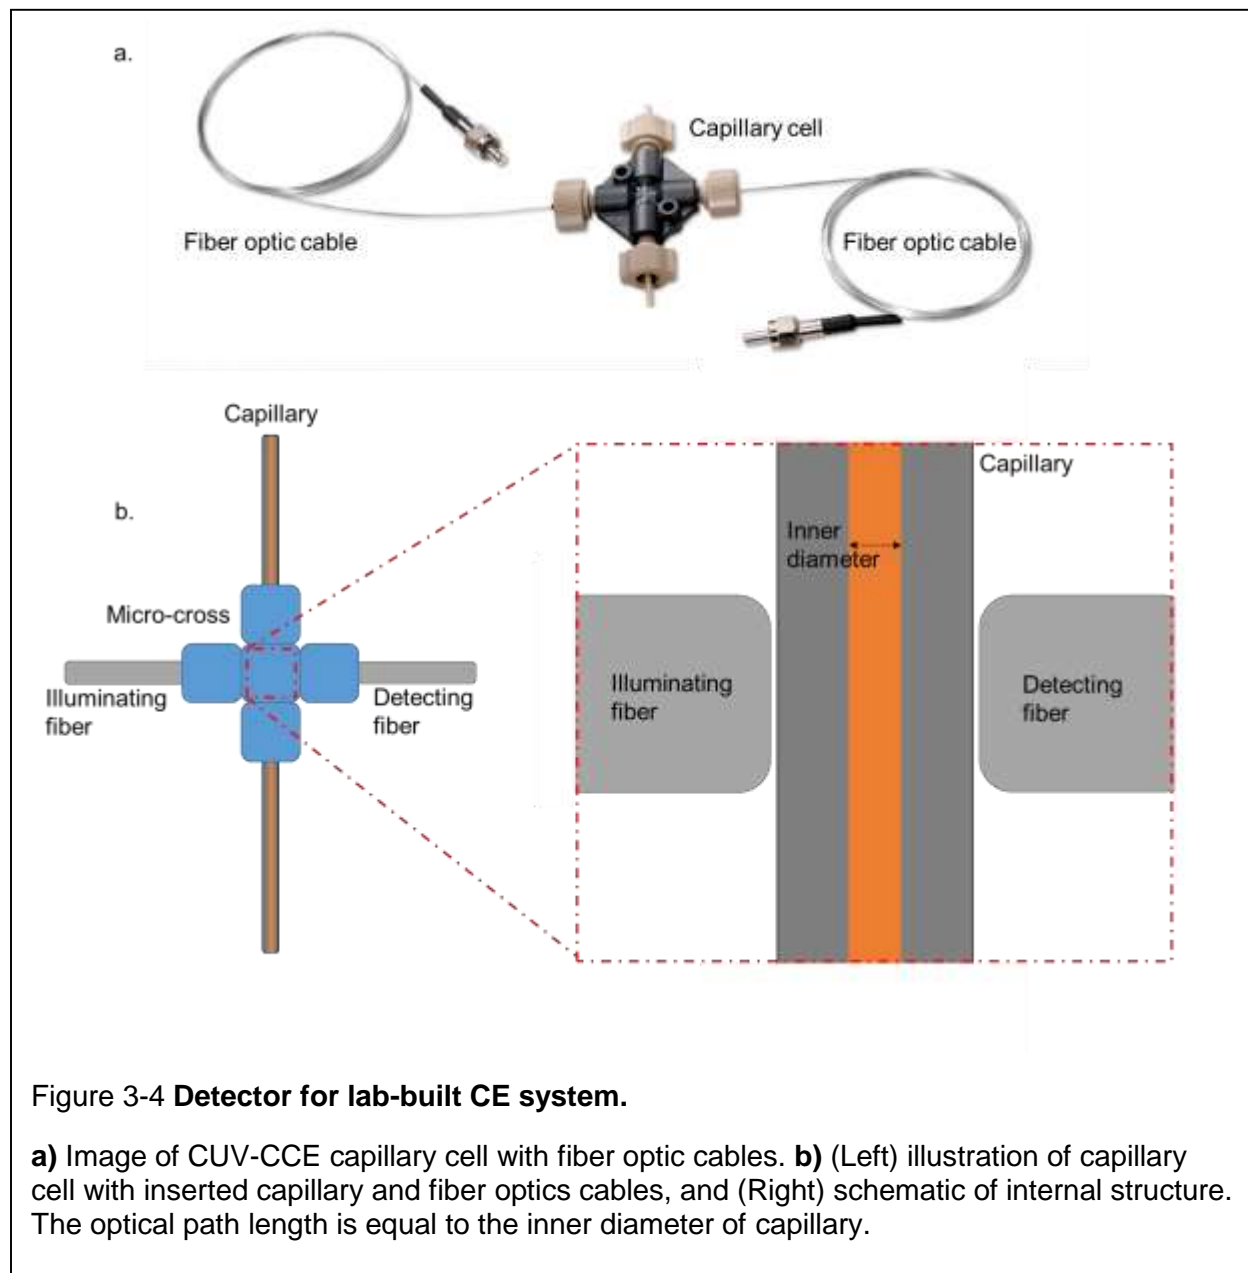 a.
Capillary cell
Fiber optic cable
Fiber optic cable
Capillary
b.
Micro-cross
Illuminating
fiber
Detecting
fiber
Capillary
Inner
diameter
Illuminating
fiber
Detecting
fiber
Figure 3-4 Detector for lab-built CE system.
a) Image of CUV-CCE capillary cell with fiber optic cables. b) (Left) illustration of capillary
cell with inserted capillary and fiber optics cables, and (Right) schematic of internal structure.
The optical path length is equal to the inner diameter of capillary.